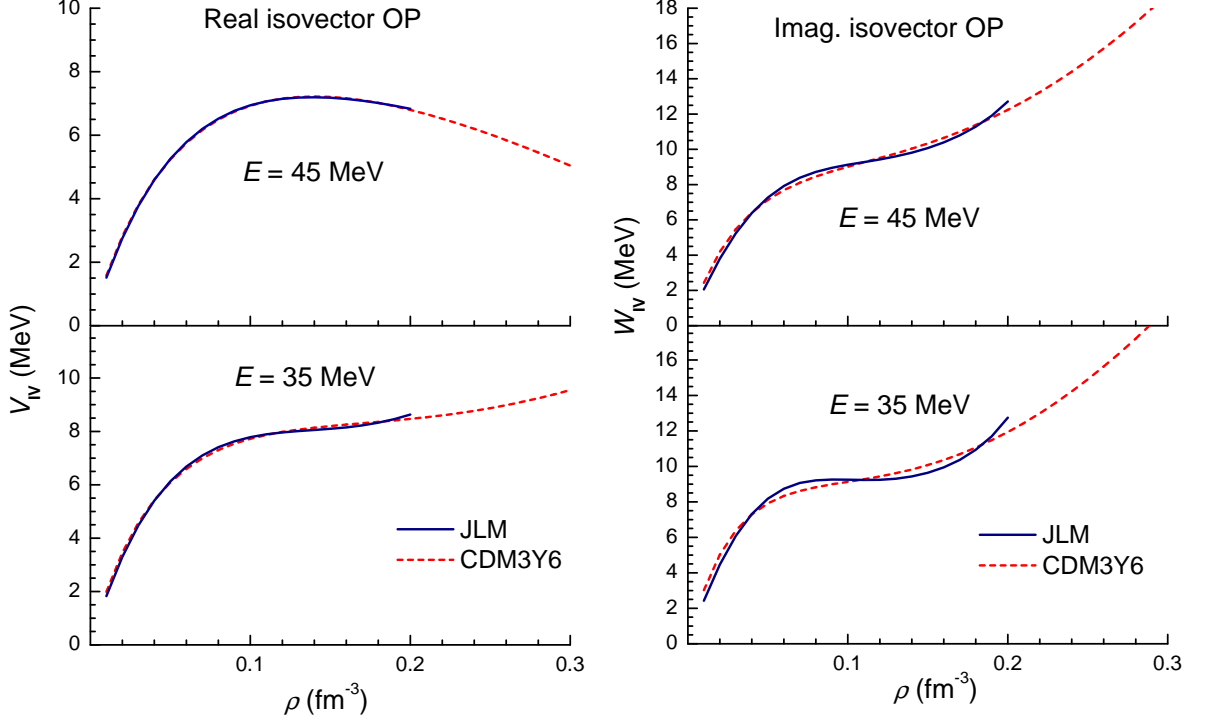 Real isovector OP
Imag. isovector OP
10
8
6
4
2
0
E = 45 MeV
18
16
14
12
10
8
6
4
2
0
E = 45 MeV
V_IV (MeV)
W_IV (MeV)
10
8
6
4
2
0
E = 35 MeV
JLM
CDM3Y6
16
14
12
10
8
6
4
2
0
E = 35 MeV
JLM
CDM3Y6
0.1 0.2 0.3
0.1 0.2 0.3
ρ (fm⁻³)
ρ (fm⁻³)